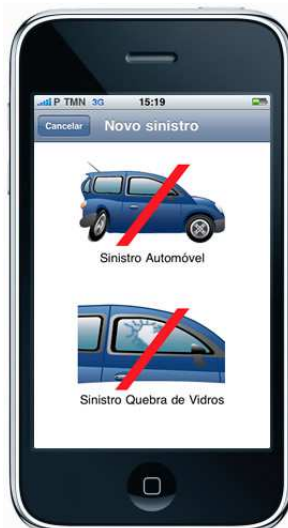 P TMN 3G 15:19
Cancelar Novo sinistro
Sinistro Automóvel
Sinistro Quebra de Vidros